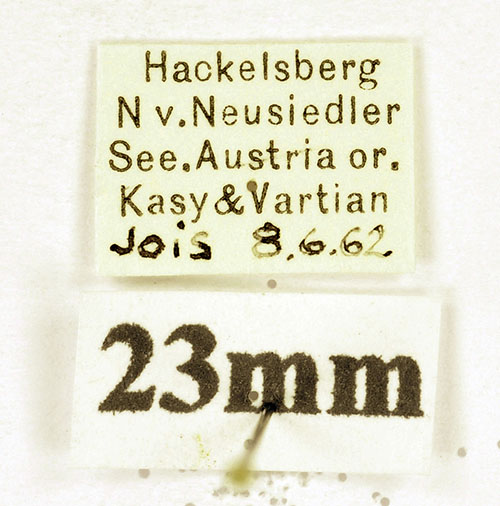 Hackelsberg
N v. Neusiedler
See. Austria or.
Kasy & Vartian
Jois 8.6.62
23mm